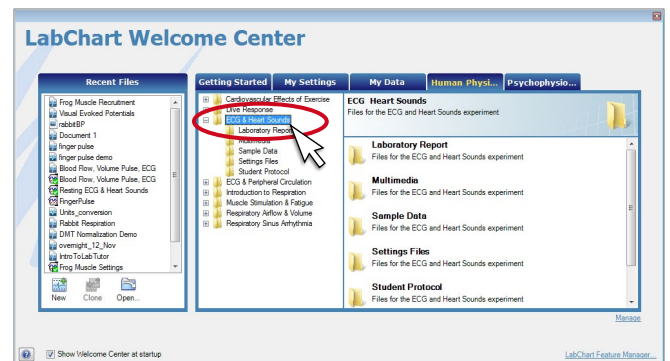 LabChart Welcome Center
Recent Files
Frog Muscle Recruitment
Visual Evoked Potentials
rabbitBP
Document 1
finger pulse
finger pulse demo
Blood Flow, Volume Pulse, ECG
Blood Flow, Volume Pulse, ECG
Resting ECG & Heart Sounds
FingerPulse
Units_conversion
Rabbit Respiration
DMT Normalization Demo
overnight_12_Nov
IntroToLabTutor
Frog Muscle Settings
New Clone Open...
Getting Started My Settings My Data Human Physi... Psychophysio...
Cardiovascular Effects of Exercise
Dive Response
ECG & Heart Sounds
Laboratory Report
Multimedia
Sample Data
Settings Files
Student Protocol
ECG & Peripheral Circulation
Introduction to Respiration
Muscle Stimulation & Fatigue
Respiratory Airflow & Volume
Respiratory Sinus Arrhythmia
ECG Heart Sounds
Files for the ECG and Heart Sounds experiment
Laboratory Report
Files for the ECG and Heart Sounds experiment
Multimedia
Files for the ECG and Heart Sounds experiment
Sample Data
Files for the ECG and Heart Sounds experiment
Settings Files
Files for the ECG and Heart Sounds experiment
Student Protocol
Files for the ECG and Heart Sounds experiment
Manage
Show Welcome Center at startup
LabChart Feature Manager...